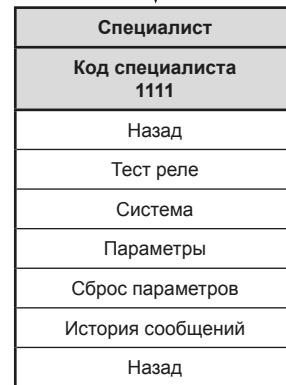 Специалист
Код специалиста
1111
Назад
Тест реле
Система
Параметры
Сброс параметров
История сообщений
Назад